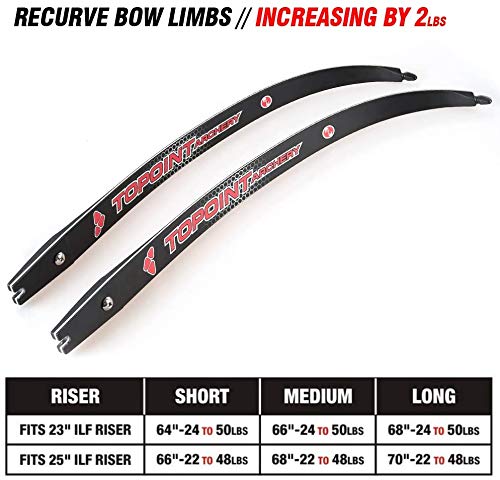 RECURVE BOW LIMBS // INCREASING BY 2LBS
TOPOINT ARCHERY
TOPOINT ARCHERY
RISER SHORT MEDIUM LONG
FITS 23" ILF RISER 64"-24 TO 50LBS 66"-24 TO 50LBS 68"-24 TO 50LBS
FITS 25" ILF RISER 66"-22 TO 48LBS 68"-22 TO 48LBS 70"-22 TO 48LBS